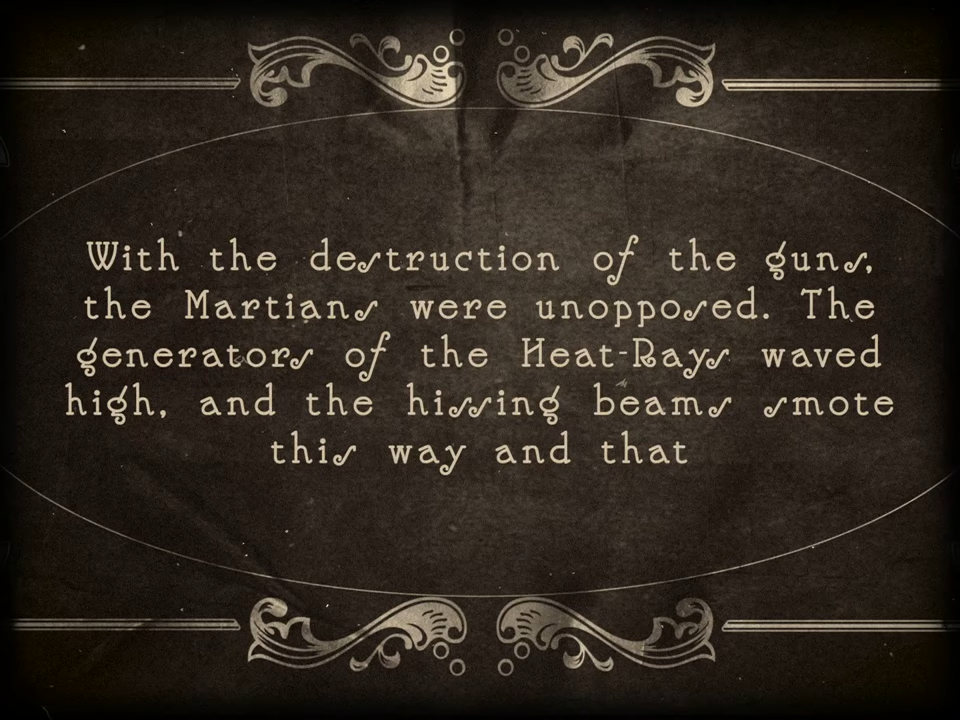 With the destruction of the guns,
the Martians were unopposed. The
generators of the Heat-Rays waved
high, and the hissing beams smote
this way and that